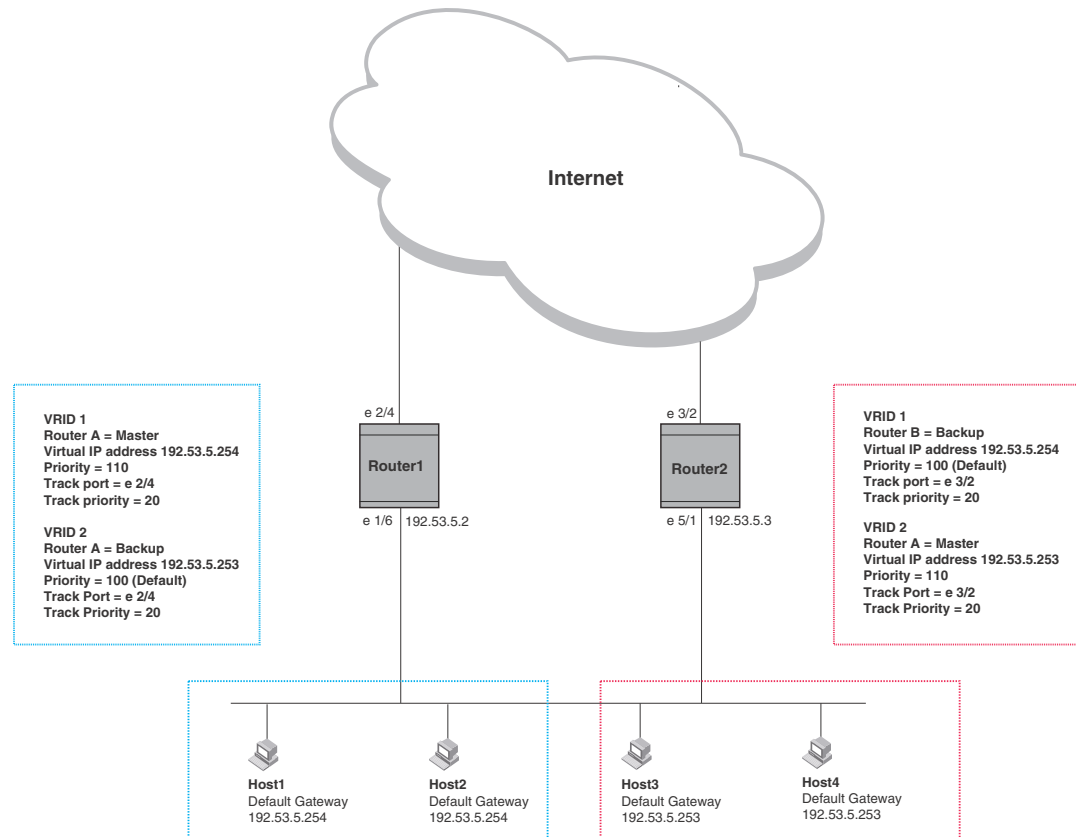 Internet
e 2/4
e 3/2
Router1
Router2
e 1/6
192.53.5.2
e 5/1
192.53.5.3
VRID 1
Router A = Master
Virtual IP address 192.53.5.254
Priority = 110
Track port = e 2/4
Track priority = 20
VRID 2
Router A = Backup
Virtual IP address 192.53.5.253
Priority = 100 (Default)
Track Port = e 2/4
Track Priority = 20
VRID 1
Router B = Backup
Virtual IP address 192.53.5.254
Priority = 100 (Default)
Track port = e 3/2
Track priority = 20
VRID 2
Router A = Master
Virtual IP address 192.53.5.253
Priority = 110
Track Port = e 3/2
Track Priority = 20
Host1
Default Gateway
192.53.5.254
Host2
Default Gateway
192.53.5.254
Host3
Default Gateway
192.53.5.253
Host4
Default Gateway
192.53.5.253